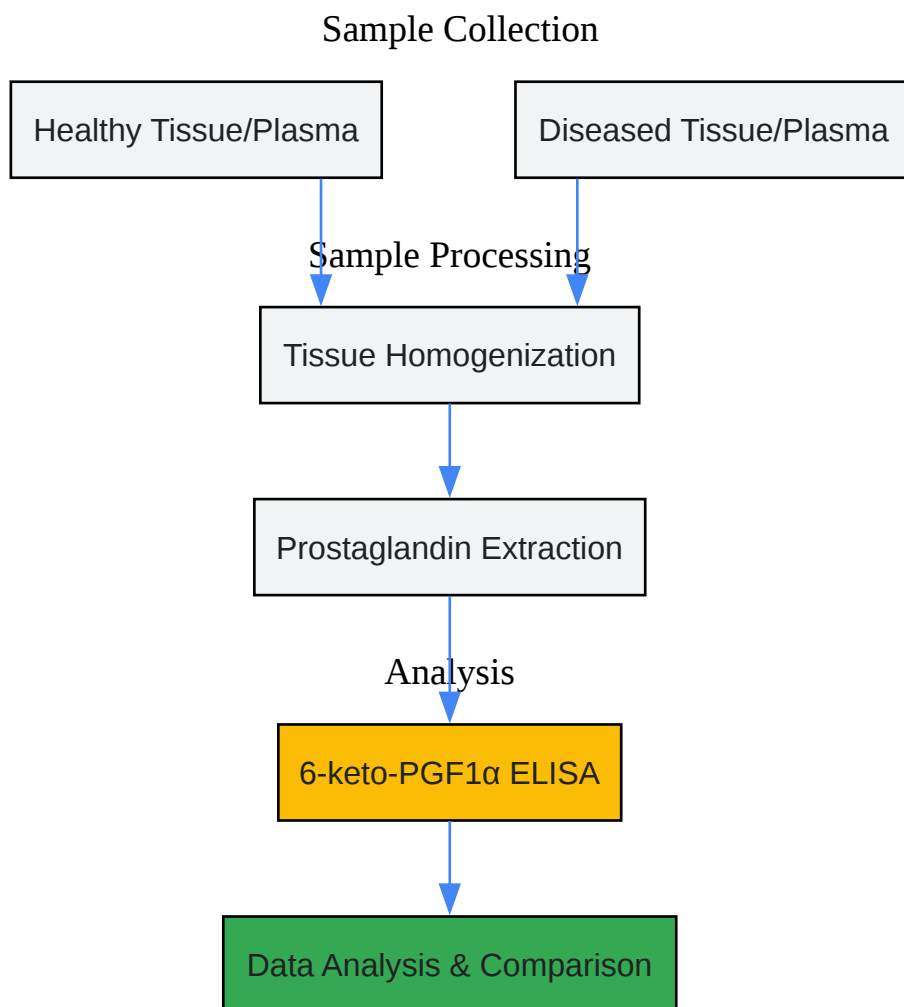 Sample Collection
Healthy Tissue/Plasma
Diseased Tissue/Plasma
Sample Processing
Tissue Homogenization
Prostaglandin Extraction
Analysis
6-keto-PGF1α ELISA
Data Analysis & Comparison